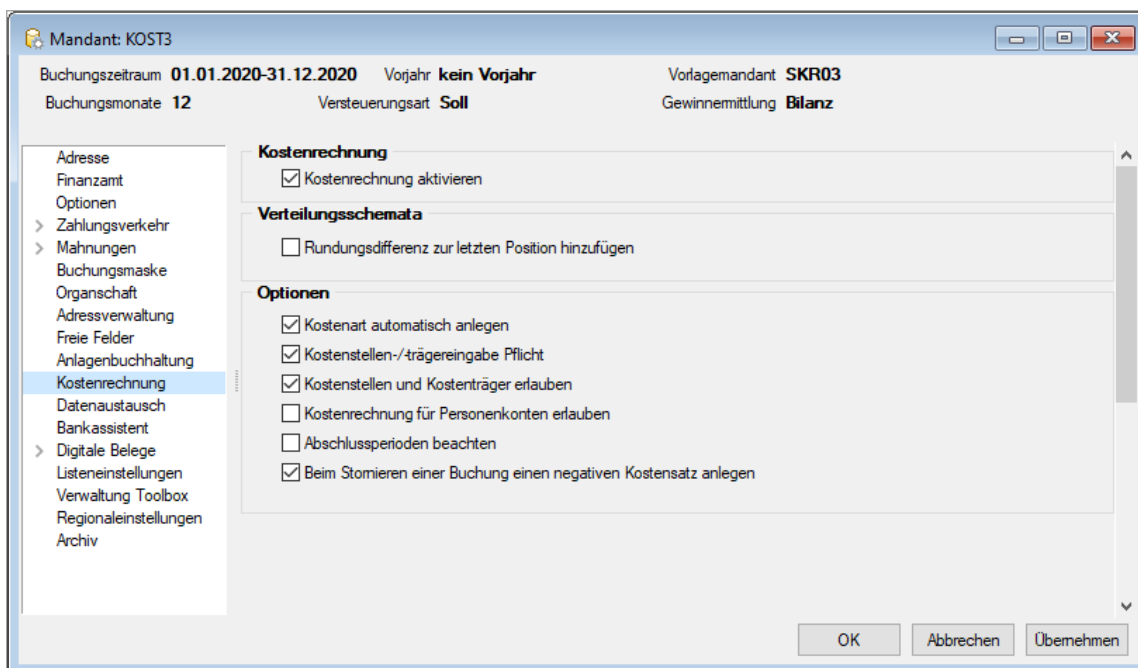 Mandant: KOST3
Buchungszeitraum 01.01.2020-31.12.2020 Vorjahr kein Vorjahr Vorlagemandant SKR03
Buchungsmonate 12 Versteuerungsart Soll Gewinnermittlung Bilanz
Adresse
Finanzamt
Optionen
Zahlungsverkehr
Mahnungen
Buchungsmaske
Organschaft
Adressverwaltung
Freie Felder
Anlagenbuchhaltung
Kostenrechnung
Datenaustausch
Bankassistent
Digitale Belege
Listeneinstellungen
Verwaltung Toolbox
Regionaleinstellungen
Archiv
Kostenrechnung
Kostenrechnung aktivieren
Verteilungsschemata
Rundungsdifferenz zur letzten Position hinzufügen
Optionen
Kostenart automatisch anlegen
Kostenstellen-/-trägereingabe Pflicht
Kostenstellen und Kostenträger erlauben
Kostenrechnung für Personenkonten erlauben
Abschlussperioden beachten
Beim Stornieren einer Buchung einen negativen Kostensatz anlegen
OK Abbrechen Übernehmen